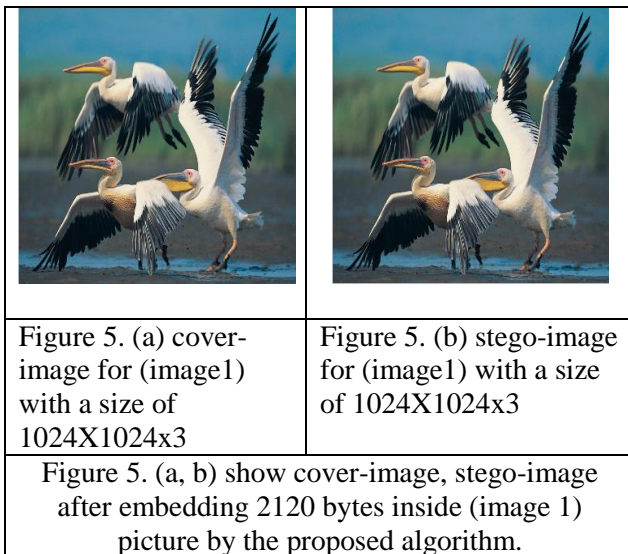 Figure 5. (a) cover-
image for (image1)
with a size of
1024X1024x3
Figure 5. (b) stego-image
for (image1) with a size
of 1024X1024x3
Figure 5. (a, b) show cover-image, stego-image
after embedding 2120 bytes inside (image 1)
picture by the proposed algorithm.